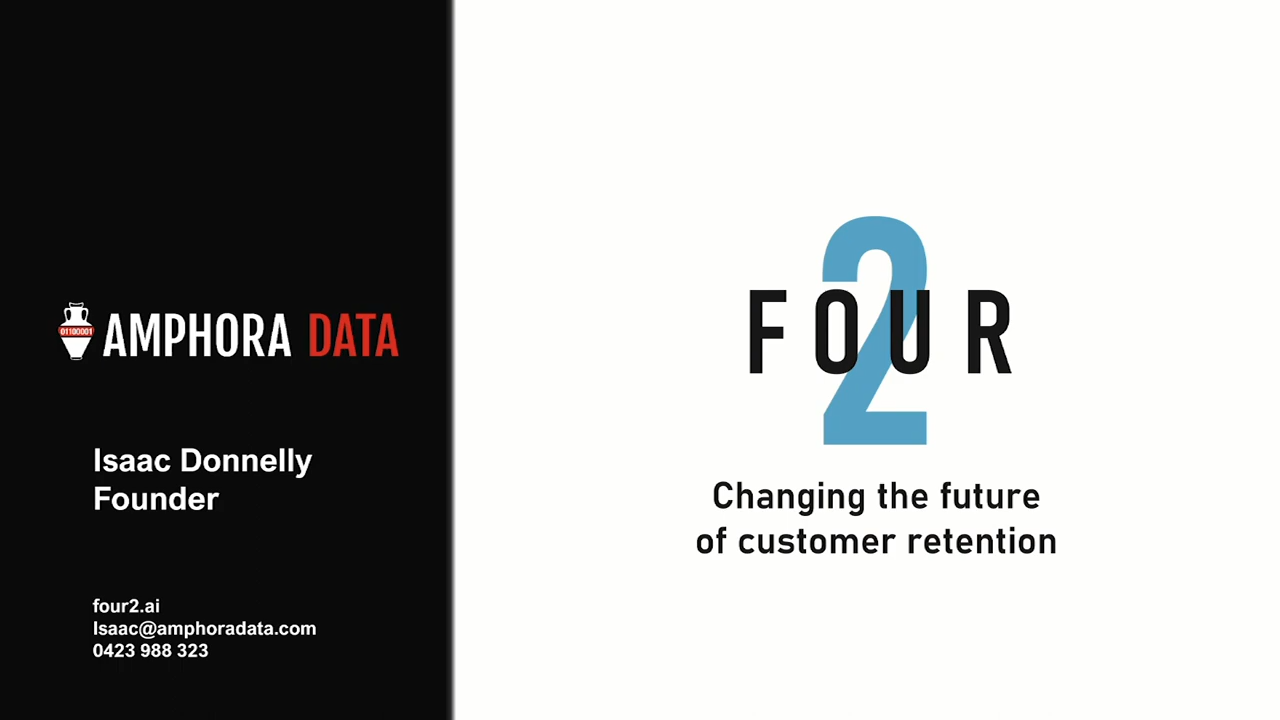 01100001
AMPHORA DATA
Isaac Donnelly
Founder
four2.ai
Isaac@amphoradata.com
0423 988 323
2
FOUR
Changing the future
of customer retention